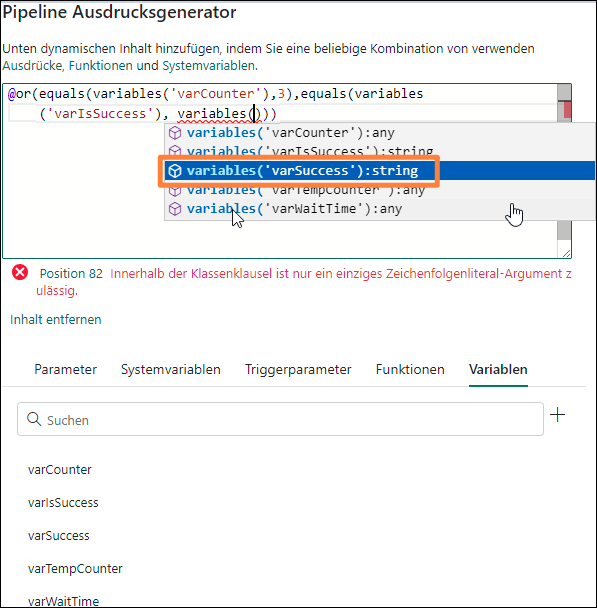 Pipeline Ausdrucksgenerator
Unten dynamischen Inhalt hinzufügen, indem Sie eine beliebige Kombination von verwenden
Ausdrücke, Funktionen und Systemvariablen.
@or(equals(variables('varCounter'),3),equals(variables
('varIsSuccess'), variables()))
variables('varCounter'):any
variables('varIsSuccess'):string
variables('varSuccess'):string
variables('varTempCounter'):any
variables('varWaitTime'):any
Position 82 Innerhalb der Klassenklausel ist nur ein einziges Zeichenfolgenliteral-Argument z
ulässig.
Inhalt entfernen
Parameter Systemvariablen Triggerparameter Funktionen Variablen
Suchen
varCounter
varIsSuccess
varSuccess
varTempCounter
varWaitTime